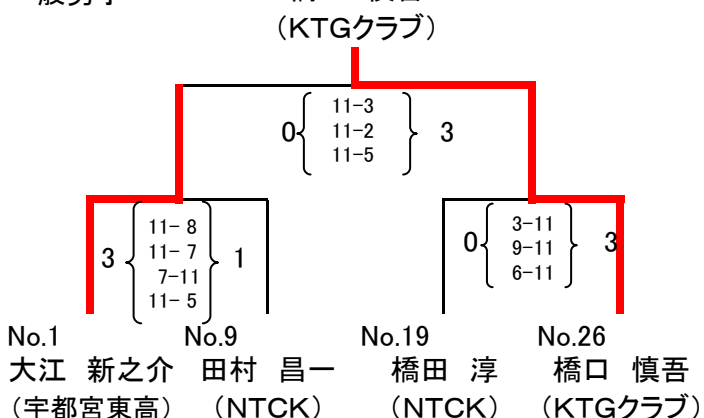 (KTGクラブ)
0 11-3 3
11-2
11-5
3 11- 8 1
11- 7
7-11
11- 5
0 3-11 3
9-11
6-11
No.1 No.9 No.19 No.26
大江 新之介 田村 昌一 橋田 淳 橋口 慎吾
(宇都宮東高) (NTCK) (NTCK) (KTGクラブ)